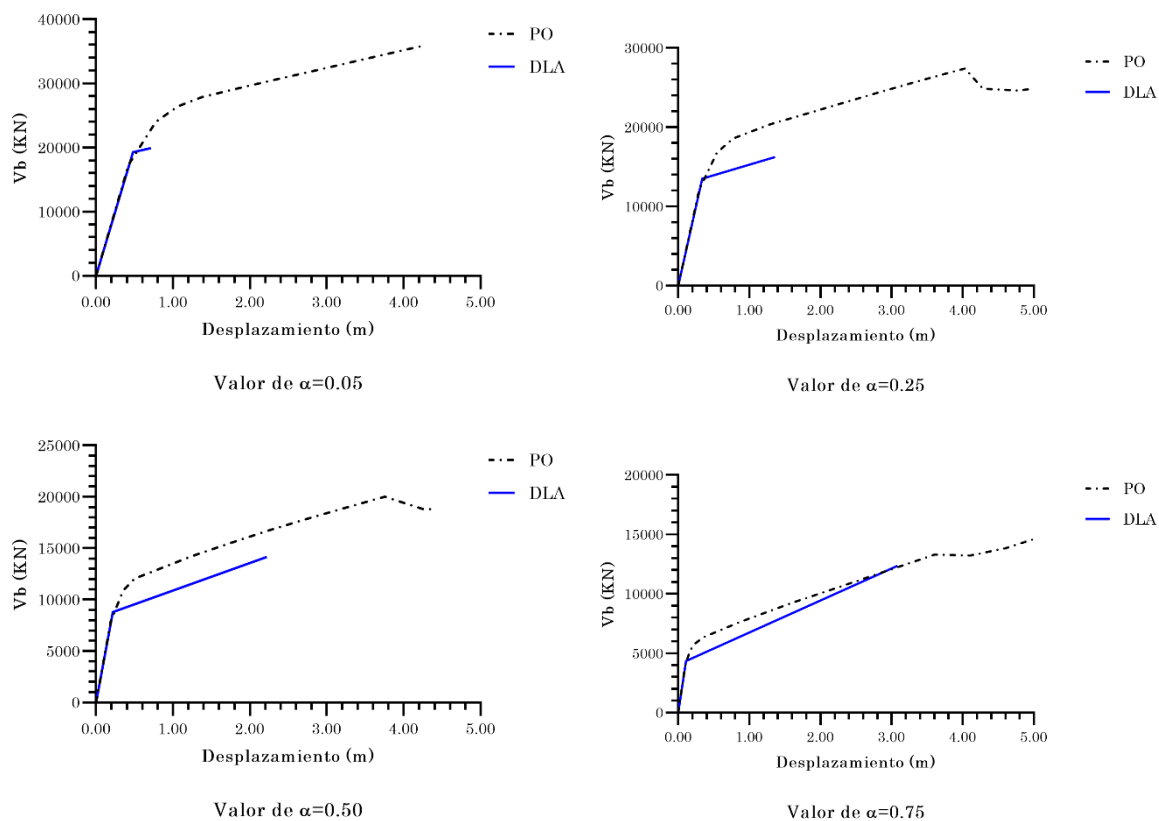 40000
30000
20000
10000
0
Vb (KN)
0.00 1.00 2.00 3.00 4.00 5.00
Desplazamiento (m)
PO
DLA
Valor de α=0.05
30000
20000
10000
0
Vb (KN)
0.00 1.00 2.00 3.00 4.00 5.00
Desplazamiento (m)
PO
DLA
Valor de α=0.25
25000
20000
15000
10000
5000
0
Vb (KN)
0.00 1.00 2.00 3.00 4.00 5.00
Desplazamiento (m)
PO
DLA
Valor de α=0.50
20000
15000
10000
5000
0
Vb (KN)
0.00 1.00 2.00 3.00 4.00 5.00
Desplazamiento (m)
PO
DLA
Valor de α=0.75